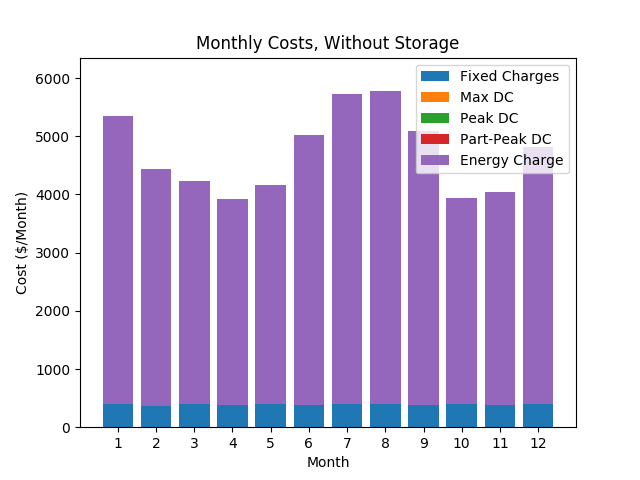 Monthly Costs, Without Storage
Fixed Charges
Max DC
Peak DC
Part-Peak DC
Energy Charge
Cost ($/Month)
6000
5000
4000
3000
2000
1000
0
1 2 3 4 5 6 7 8 9 10 11 12
Month